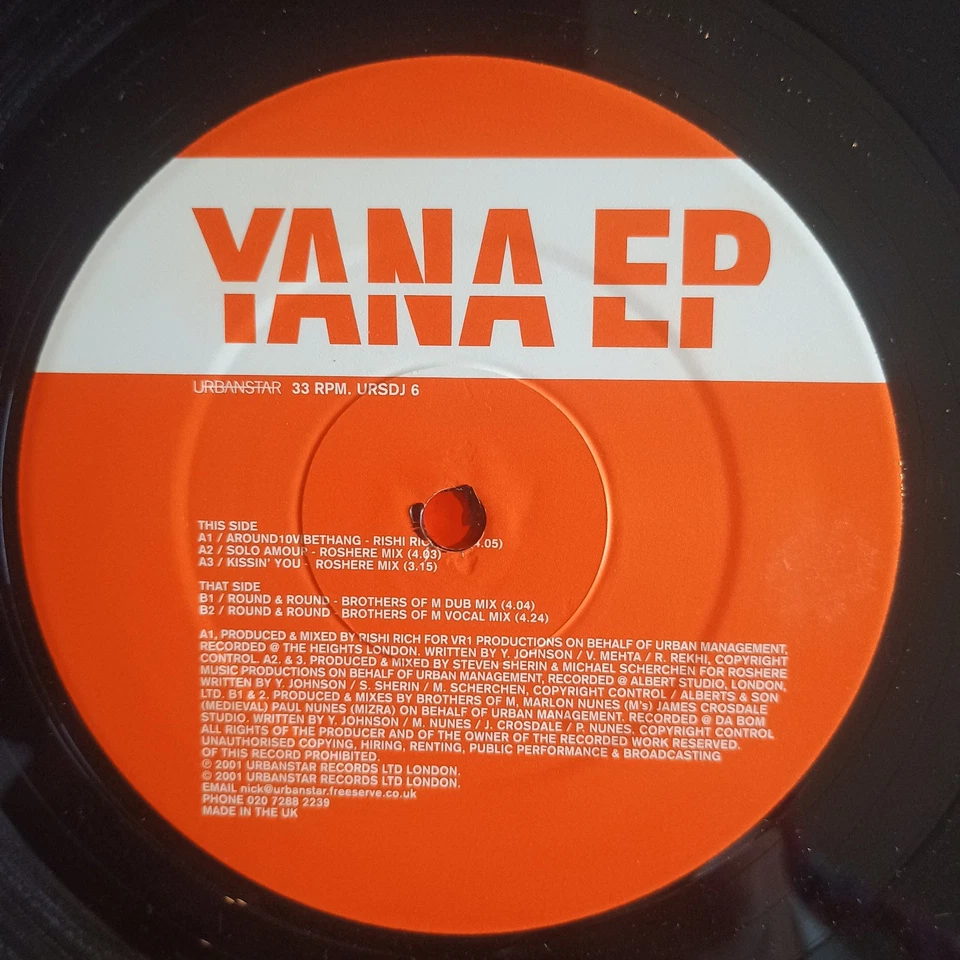 YANA EP
URBANSTAR 33 RPM. URSDJ 6
THIS SIDE
A1 / AROUND10VIBETHANG - RISHI RIC 4.05)
A2 / SOLO AMOUR - ROSHERE MIX (4.03)
A3 / KISSIN' YOU - ROSHERE MIX (3.15)
THAT SIDE
B1 / ROUND & ROUND - BROTHERS OF M DUB MIX (4.04)
B2 / ROUND & ROUND - BROTHERS OF M VOCAL MIX (4.24)
A1, PRODUCED & MIXED BY RISHI RICH FOR VR1 PRODUCTIONS ON BEHALF OF URBAN MANAGEMENT,
RECORDED @ THE HEIGHTS LONDON. WRITTEN BY Y. JOHNSON / V. MEHTA / R. REKHI, COPYRIGHT
CONTROL. A2. & 3. PRODUCED & MIXED BY STEVEN SHERIN & MICHAEL SCHERCHEN FOR ROSHERE
MUSIC PRODUCTIONS ON BEHALF OF URBAN MANAGEMENT, RECORDED @ ALBERT STUDIO, LONDON,
WRITTEN BY Y. JOHNSON / S. SHERIN / M. SCHERCHEN, COPYRIGHT CONTROL / ALBERTS & SON
LTD. B1 & 2. PRODUCED & MIXES BY BROTHERS OF M, MARLON NUNES (M's) JAMES CROSDALE
(MEDIEVAL) PAUL NUNES (MIZRA) ON BEHALF OF URBAN MANAGEMENT. RECORDED @ DA BOM
STUDIO. WRITTEN BY Y. JOHNSON / M. NUNES / J. CROSDALE / P. NUNES. COPYRIGHT CONTROL
ALL RIGHTS OF THE PRODUCER AND OF THE OWNER OF THE RECORDED WORK RESERVED.
UNAUTHORISED COPYING, HIRING, RENTING, PUBLIC PERFORMANCE & BROADCASTING
OF THIS RECORD PROHIBITED.
℗ 2001 URBANSTAR RECORDS LTD LONDON.
© 2001 URBANSTAR RECORDS LTD LONDON.
EMAIL nick@urbanstar.freeserve.co.uk
PHONE 020 7288 2239
MADE IN THE UK